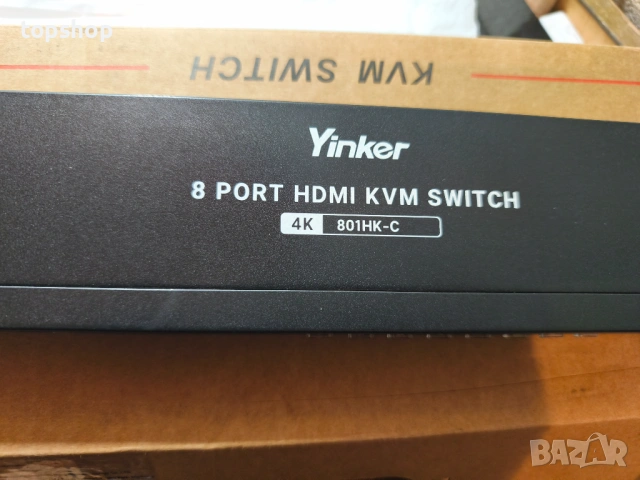 topshop
KVM SWITCH
Yinker
8 PORT HDMI KVM SWITCH
4K 801HK-C
BAZAR